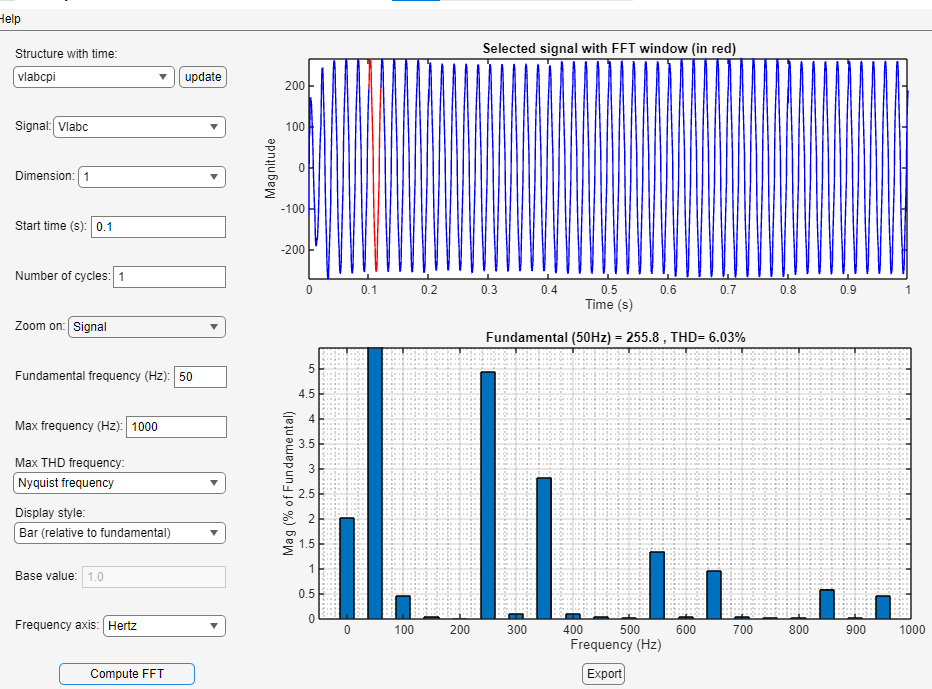 Help
Structure with time:
vlabcpi
update
Signal: Vlabc
Dimension: 1
Start time (s): 0.1
Number of cycles: 1
Zoom on: Signal
Fundamental frequency (Hz): 50
Max frequency (Hz): 1000
Max THD frequency:
Nyquist frequency
Display style:
Bar (relative to fundamental)
Base value: 1.0
Frequency axis: Hertz
Compute FFT
Selected signal with FFT window (in red)
Magnitude
200
100
0
-100
-200
0 0.1 0.2 0.3 0.4 0.5 0.6 0.7 0.8 0.9 1
Time (s)
Fundamental (50Hz) = 255.8 , THD= 6.03%
Mag (% of Fundamental)
5
4.5
4
3.5
3
2.5
2
1.5
1
0.5
0
0 100 200 300 400 500 600 700 800 900 1000
Frequency (Hz)
Export